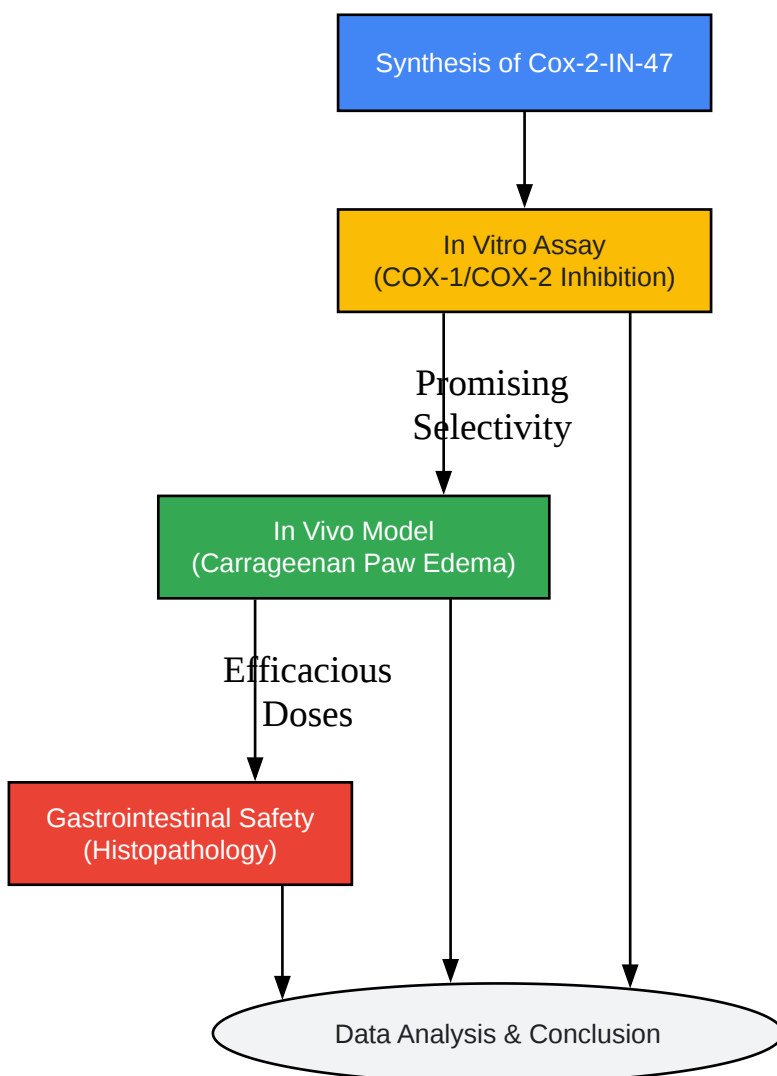 Synthesis of Cox-2-IN-47
In Vitro Assay
(COX-1/COX-2 Inhibition)
Promising
Selectivity
In Vivo Model
(Carrageenan Paw Edema)
Efficacious
Doses
Gastrointestinal Safety
(Histopathology)
Data Analysis & Conclusion